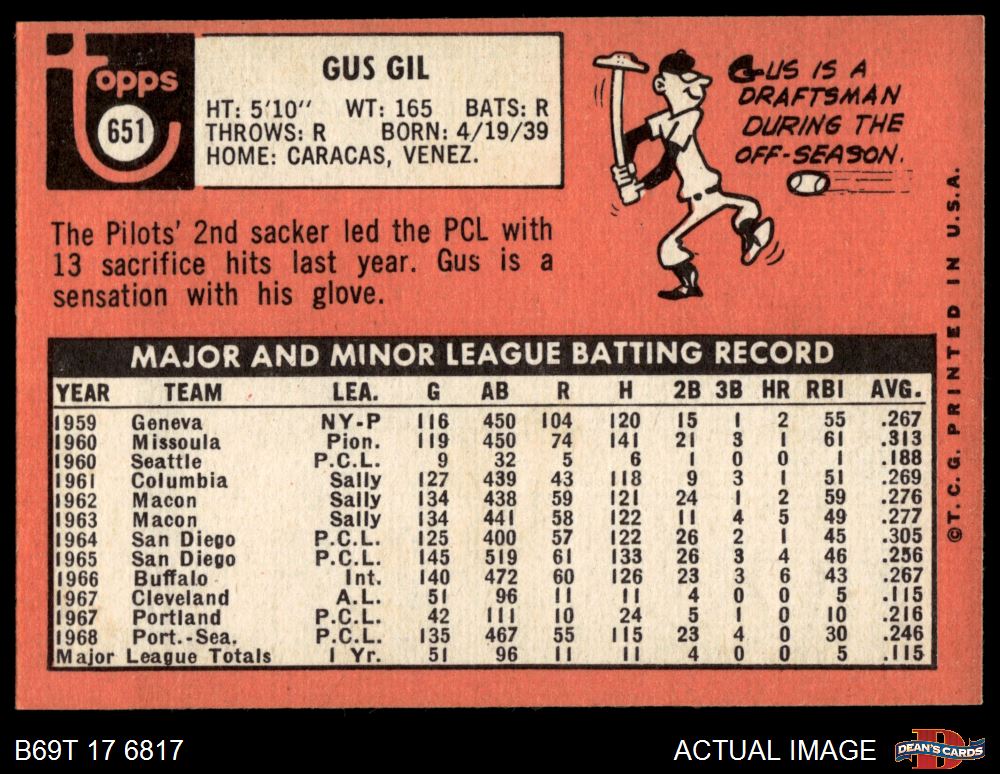 topps
651
GUS GIL
HT: 5'10" WT: 165 BATS: R
THROWS: R BORN: 4/19/39
HOME: CARACAS, VENEZ.
GUS IS A
DRAFTSMAN
DURING THE
OFF-SEASON.
The Pilots' 2nd sacker led the PCL with
13 sacrifice hits last year. Gus is a
sensation with his glove.
MAJOR AND MINOR LEAGUE BATTING RECORD
YEAR TEAM LEA. G AB R H 2B 3B HR RBI AVG.
1959 Geneva NY-P 116 450 104 120 15 1 2 55 .267
1960 Missoula Pion. 119 450 74 141 21 3 1 61 .313
1960 Seattle P.C.L. 9 32 5 6 1 0 0 1 .188
1961 Columbia Sally 127 439 43 118 9 3 1 51 .269
1962 Macon Sally 134 438 59 121 24 1 2 59 .276
1963 Macon Sally 134 441 58 122 11 4 5 49 .277
1964 San Diego P.C.L. 125 400 57 122 26 2 1 45 .305
1965 San Diego P.C.L. 145 519 61 133 26 3 4 46 .256
1966 Buffalo Int. 140 472 60 126 23 3 6 43 .267
1967 Cleveland A.L. 51 96 11 11 4 0 0 5 .115
1967 Portland P.C.L. 42 111 10 24 5 1 0 10 .216
1968 Port.-Sea. P.C.L. 135 467 55 115 23 4 0 30 .246
Major League Totals 1 Yr. 51 96 11 11 4 0 0 5 .115
©T.C.G. PRINTED IN U.S.A.
B69T 17 6817
ACTUAL IMAGE
DEAN'S CARDS